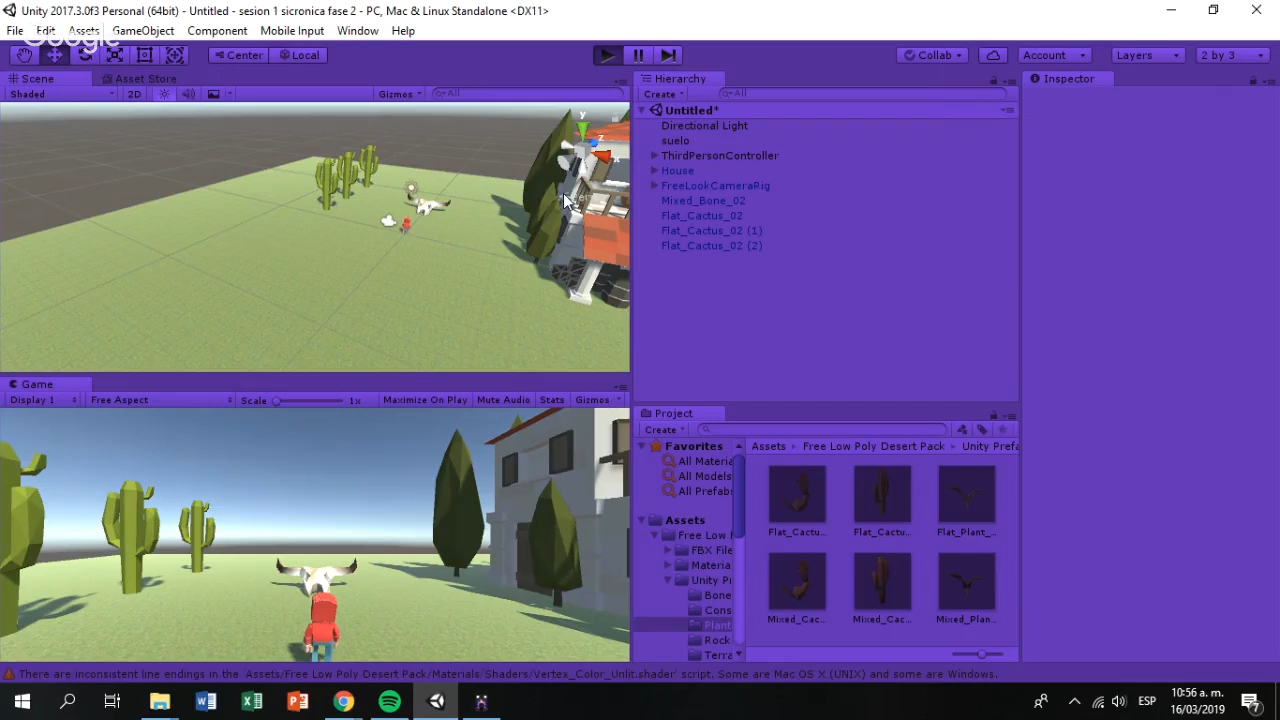 Unity 2017.3.0f3 Personal (64bit) - Untitled - sesion 1 sicronica fase 2 - PC, Mac & Linux Standalone <DX11>
File Edit Assets GameObject Component Mobile Input Window Help
Google
Center Local Collab Account Layers 2 by 3
Scene Asset Store
Shaded 2D Gizmos All
y
z
x
Hierarchy
Create All
Untitled*
Directional Light
suelo
ThirdPersonController
House
FreeLookCameraRig
Mixed_Bone_02
Flat_Cactus_02
Flat_Cactus_02 (1)
Flat_Cactus_02 (2)
Inspector
Game
Display 1 Free Aspect Scale 1x Maximize On Play Mute Audio Stats Gizmos
Project
Create
Favorites
All Materia
All Models
All Prefabs
Assets
Free Low
FBX File
Materia
Unity Pr
Bone
Cons
Plant
Rock
Terra
Assets Free Low Poly Desert Pack Unity Prefa
Flat_Cactu... Flat_Cactu... Flat_Plant_...
Mixed_Cac... Mixed_Cac... Mixed_Plan...
There are inconsistent line endings in the 'Assets/Free Low Poly Desert Pack/Materials/Shaders/Vertex_Color_Unlit.shader' script. Some are Mac OS X (UNIX) and some are Windows.
ESP
10:56 a. m.
16/03/2019
7